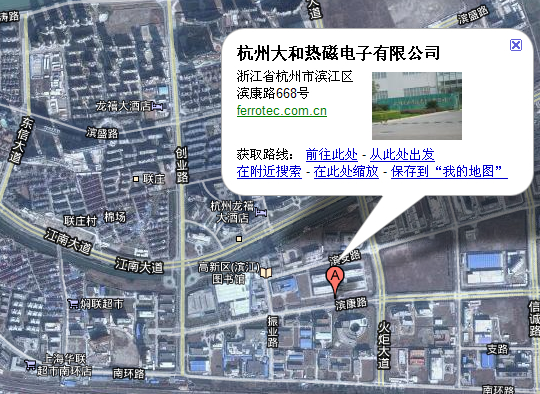 杭州大和热磁电子有限公司
浙江省杭州市滨江区
滨康路668号
ferrotec.com.cn
获取路线： 前往此处 - 从此处出发
在附近搜索 - 在此处缩放 - 保存到“我的地图”
滨盛路
龙禧大酒店
滨盛路
东信大道
创业路
联庄
联庄村
棉场
杭州龙禧
大酒店
江南大道
江南大道
高新区(滨江)
图书馆
滨安路
A
滨康路
焖联超市
振业路
火炬大道
信诚路
上海华联
超市南环店
支路
南环路
南环路